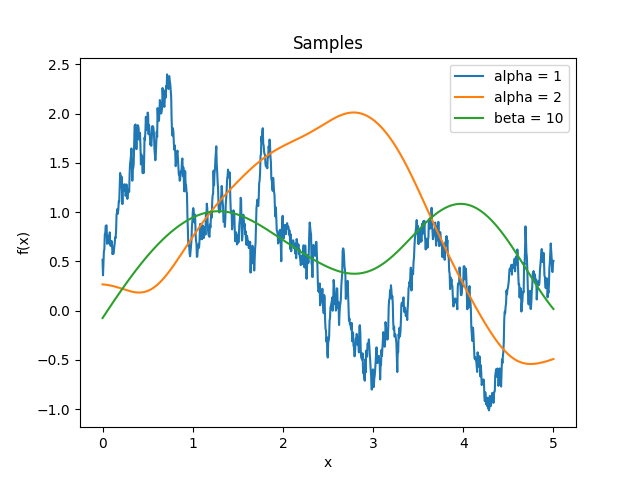 Samples
f(x)
2.5
2.0
1.5
1.0
0.5
0.0
−0.5
−1.0
alpha = 1
alpha = 2
beta = 10
0 1 2 3 4 5
x